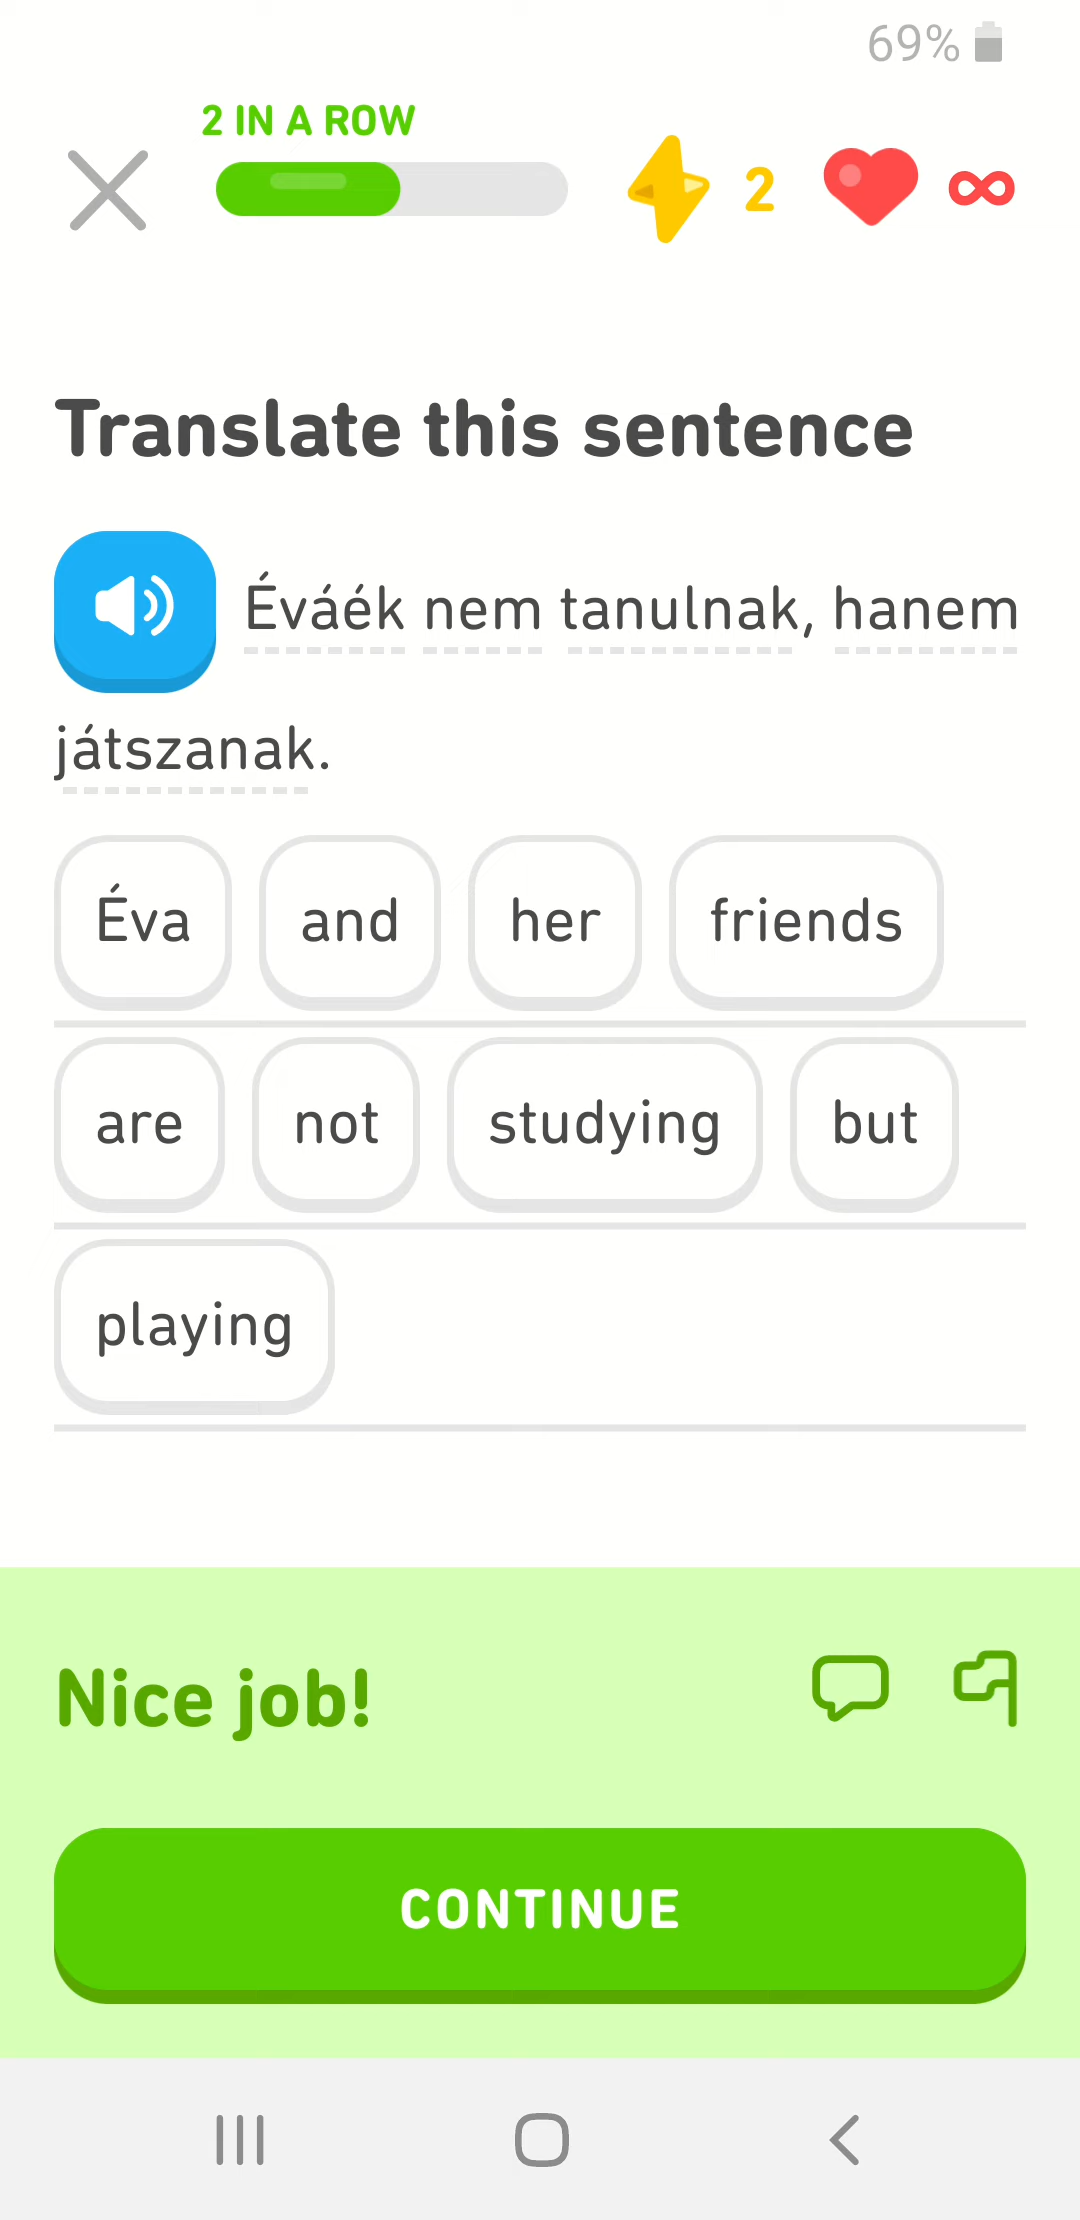 69%
2 IN A ROW
2
Translate this sentence
Éváék nem tanulnak, hanem
játszanak.
Éva and her friends
are not studying but
playing
Nice job!
CONTINUE